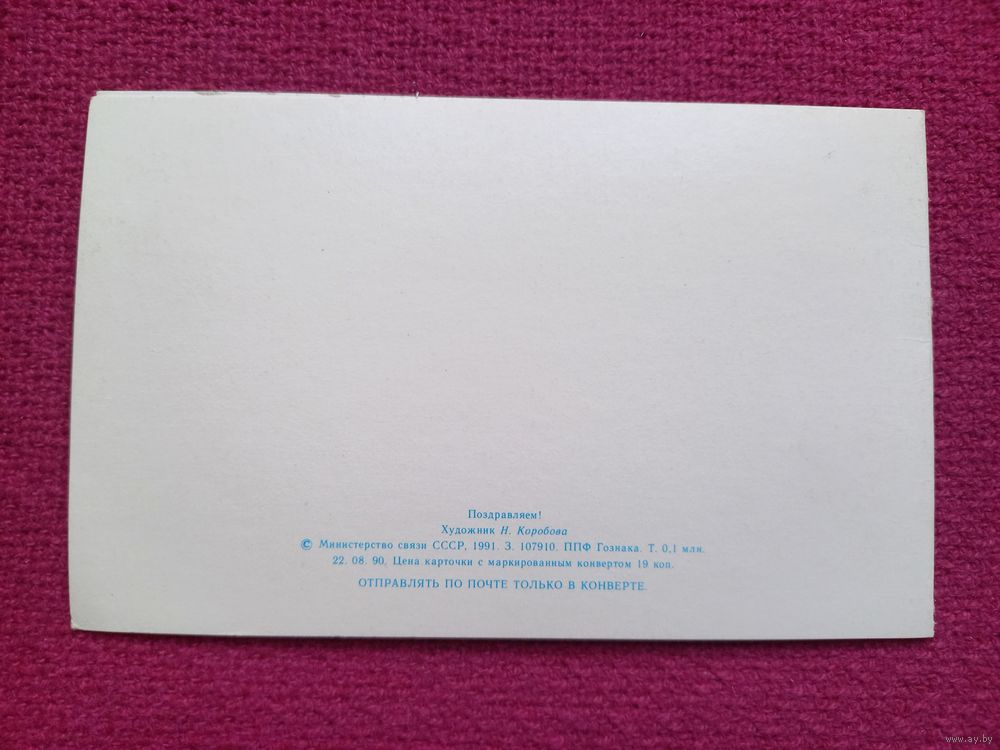 Поздравляем!
Художник Н. Коробова
© Министерство связи СССР, 1991. З. 107910. ППФ Гознака. Т. 0,1 млн.
22. 08. 90. Цена карточки с маркированным конвертом 19 коп.
ОТПРАВЛЯТЬ ПО ПОЧТЕ ТОЛЬКО В КОНВЕРТЕ.
www.ay.by